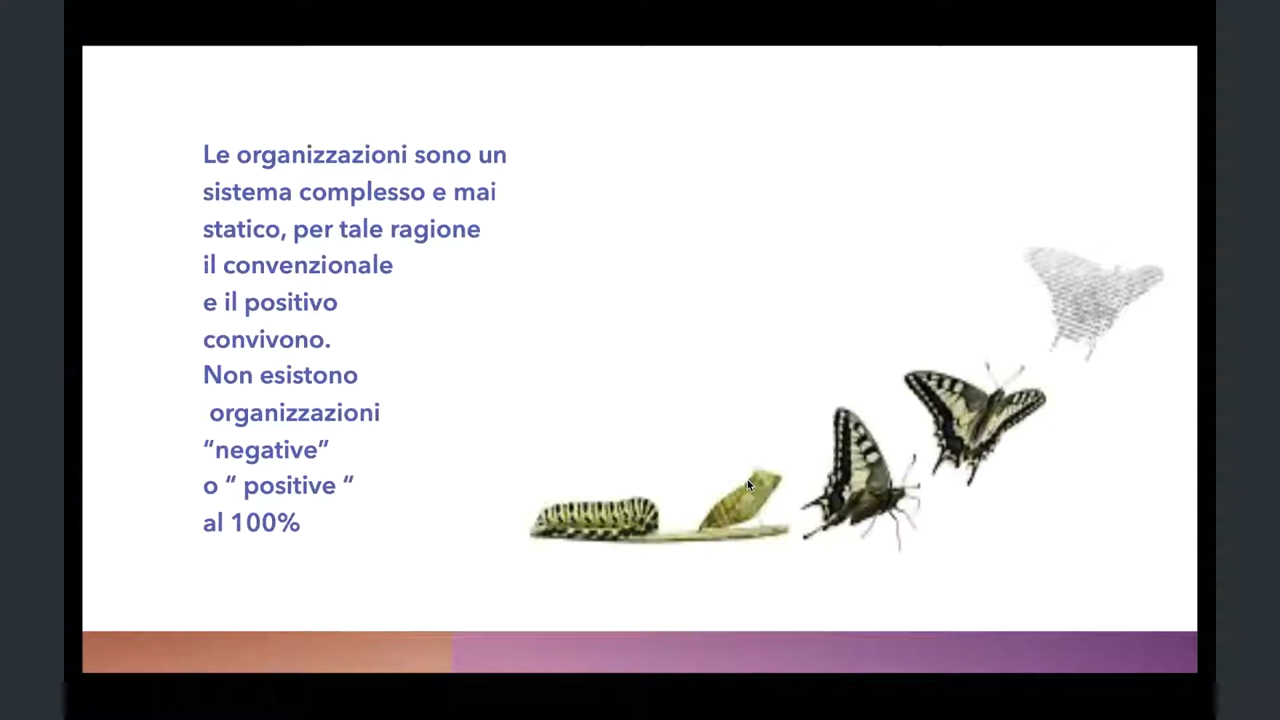 Le organizzazioni sono un
sistema complesso e mai
statico, per tale ragione
il convenzionale
e il positivo
convivono.
Non esistono
organizzazioni
“negative”
o “ positive “
al 100%